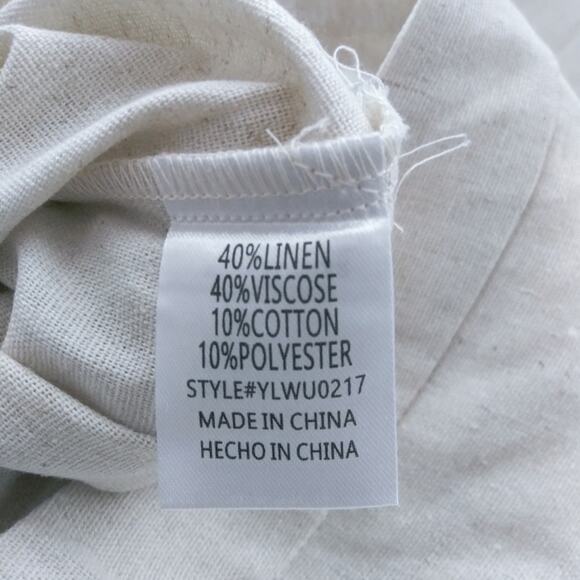 40%LINEN
40%VISCOSE
10%COTTON
10%POLYESTER
STYLE#YLWU0217
MADE IN CHINA
HECHO IN CHINA